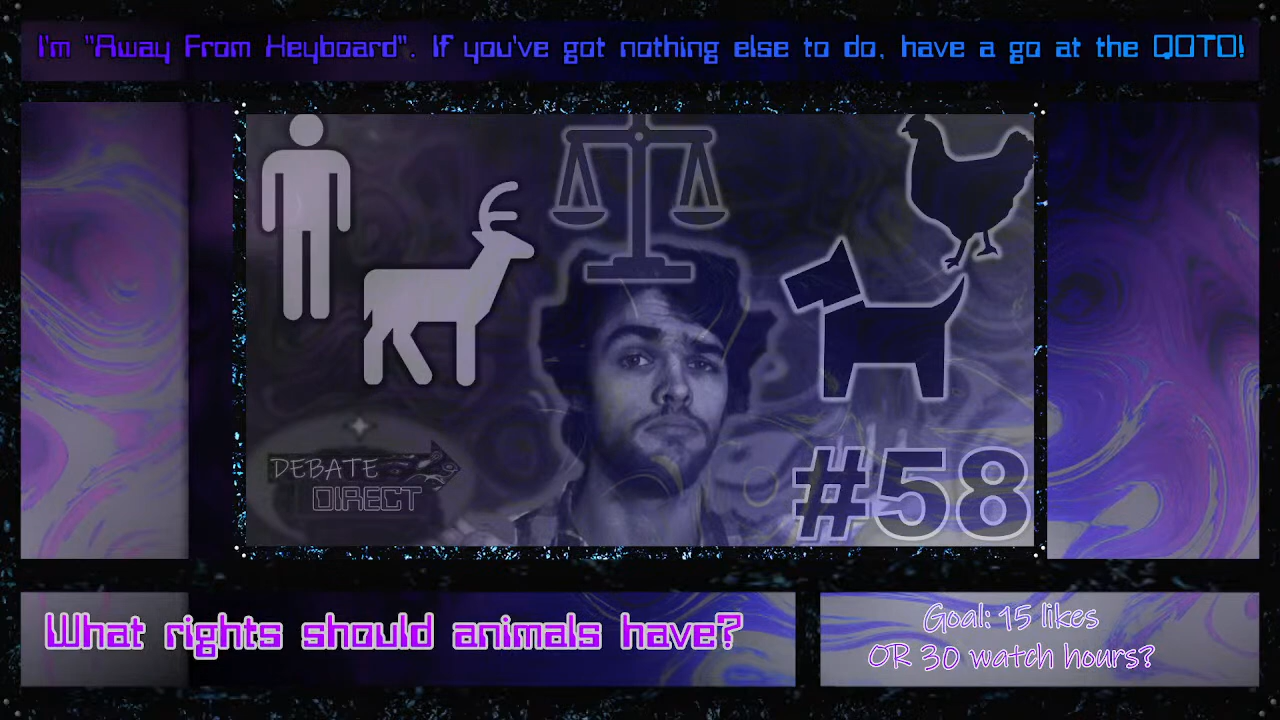 I'm "Away From Keyboard". If you've got nothing else to do, have a go at the QOTD!
DEBATE
DIRECT
#58
What rights should animals have?
Goal: 15 likes
OR 30 watch hours?